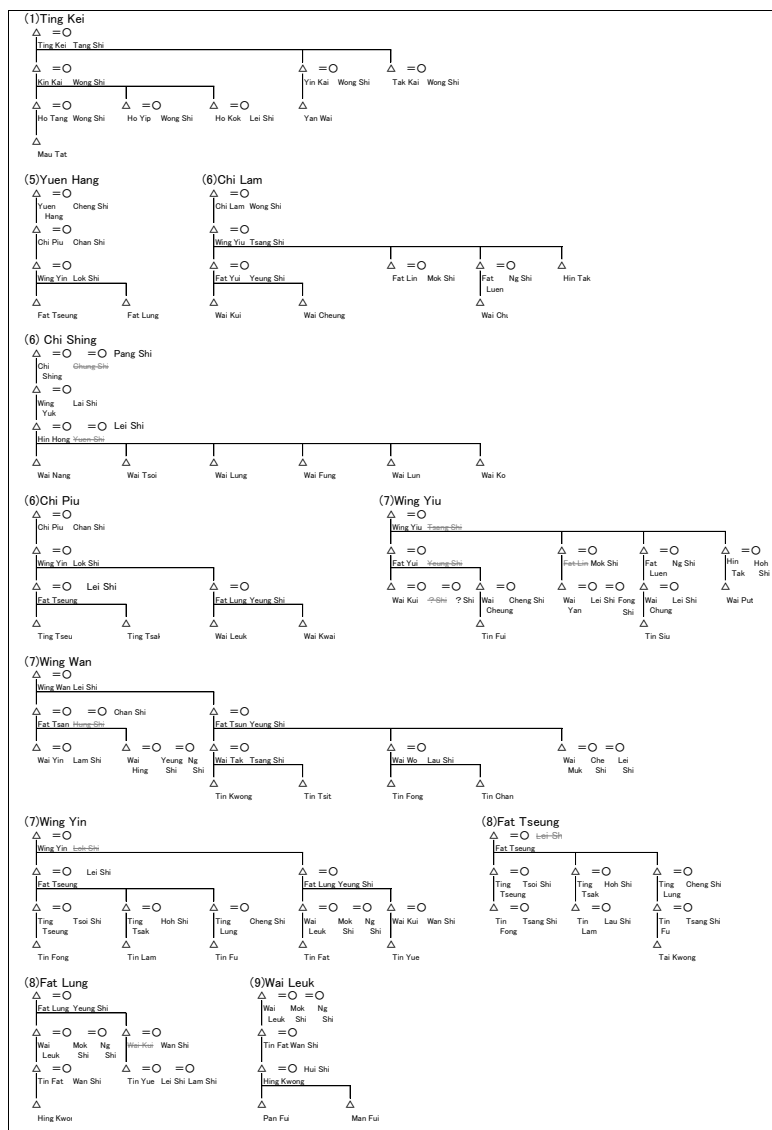 (1)Ting Kei
= =
Ting Kei Tang Shi
= = =
Kin Kai Wong Shi Yin Kai Wong Shi Tak Kai Wong Shi
= = =
Ho Tang Wong Shi Ho Yip Wong Shi Ho Kok Lei Shi Yan Wai
Mau Tat
(5)Yuen Hang (6)Chi Lam
Yuen Hang Cheng Shi Chi Lam Wong Shi
Chi Piu Chan Shi Wing Yiu Tsang Shi
Wing Yin Lok Shi Fat Yui Yeung Shi Fat Lin Mok Shi Fat Luen Ng Shi Hin Tak
Fat Tseung Fat Lung Wai Kui Wai Cheung Wai Chu
(6) Chi Shing
Pang Shi
Chi Shing Chung Shi
Wing Yuk Lai Shi
Lei Shi
Hin Hong Yuen Shi
Wai Nang Wai Tsoi Wai Lung Wai Fung Wai Lun Wai Ko
(6)Chi Piu
Chi Piu Chan Shi
Wing Yin Lok Shi
Lei Shi
Fat Tseung Fat Lung Yeung Shi
Ting Tseu Ting Tsak Wai Leuk Wai Kwai
(7)Wing Yiu
Wing Yiu Tsang Shi
Fat Yui Yeung Shi Fat Lin Mok Shi Fat Luen Ng Shi Hin Tak Hoh Shi
Wai Kui ? Shi ? Shi Wai Cheung Cheng Shi Wai Yan Lei Shi Fong Shi Wai Chung Lei Shi Wai Put
Tin Fui Tin Siu
(7)Wing Wan
Wing Wan Lei Shi
Chan Shi
Fat Tsan Hung Shi Fat Tsun Yeung Shi
Wai Yin Lam Shi Wai Hing Yeung Shi Ng Shi Wai Tak Tsang Shi Wai Wo Lau Shi Wai Muk Che Shi Lei Shi
Tin Kwong Tin Tsit Tin Fong Tin Chan
(7)Wing Yin
Wing Yin Lok Shi
Lei Shi
Fat Tseung Fat Lung Yeung Shi
Ting Tseung Tsoi Shi Ting Tsak Hoh Shi Ting Lung Cheng Shi Wai Leuk Mok Shi Ng Shi Wai Kui Wan Shi
Tin Fong Tin Lam Tin Fu Tin Fat Tin Yue
(8)Fat Tseung
Lei Sh
Fat Tseung
Ting Tseung Tsoi Shi Ting Tsak Hoh Shi Ting Lung Cheng Shi
Tin Fong Tsang Shi Tin Lam Lau Shi Tin Fu Tsang Shi
Tai Kwong
(8)Fat Lung
Fat Lung Yeung Shi
Wai Leuk Mok Shi Ng Shi Wai Kui Wan Shi
Tin Fat Wan Shi Tin Yue Lei Shi Lam Shi
Hing Kwo
(9)Wai Leuk
Wai Leuk Mok Shi Ng Shi
Tin Fat Wan Shi
Hui Shi
Hing Kwong
Pan Fui Man Fui